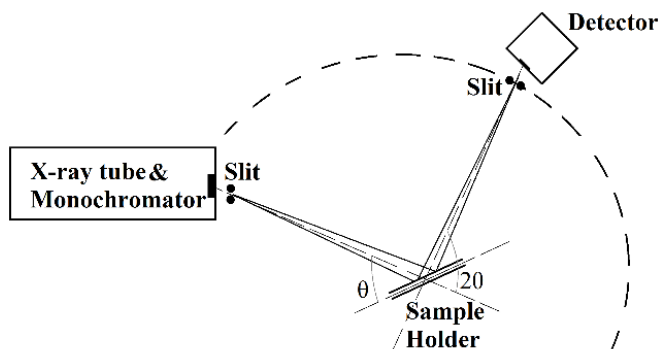 Detector
Slit
X-ray tube &
Monochromator
Slit
θ
2θ
Sample
Holder